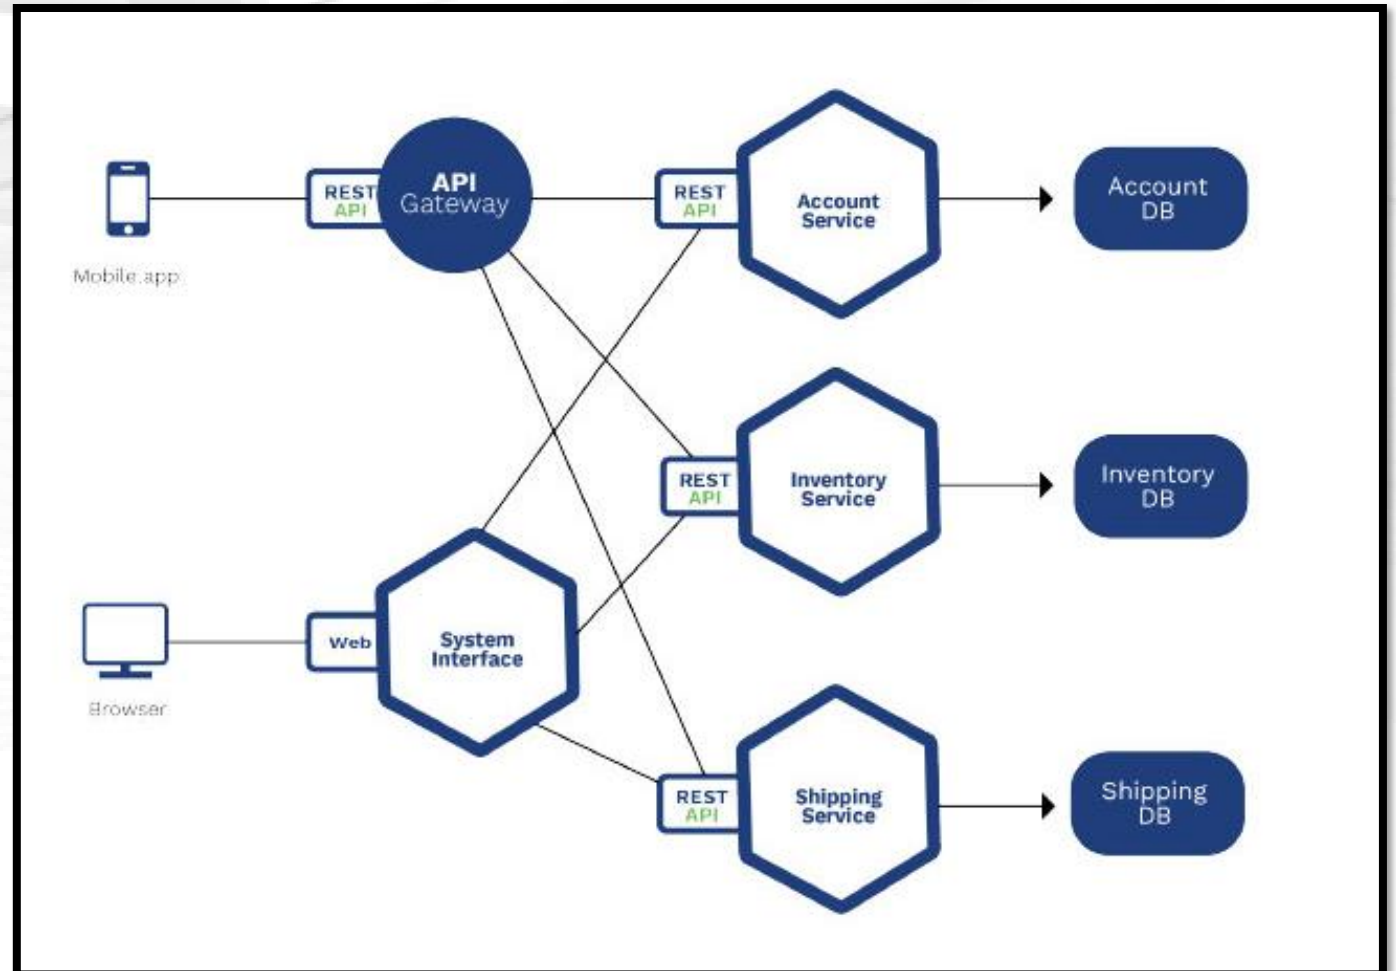 REST
API
API
Gateway
REST
API
Account
Service
Account
DB
Mobile.app
REST
API
Inventory
Service
Inventory
DB
Web
System
Interface
Browser
REST
API
Shipping
Service
Shipping
DB